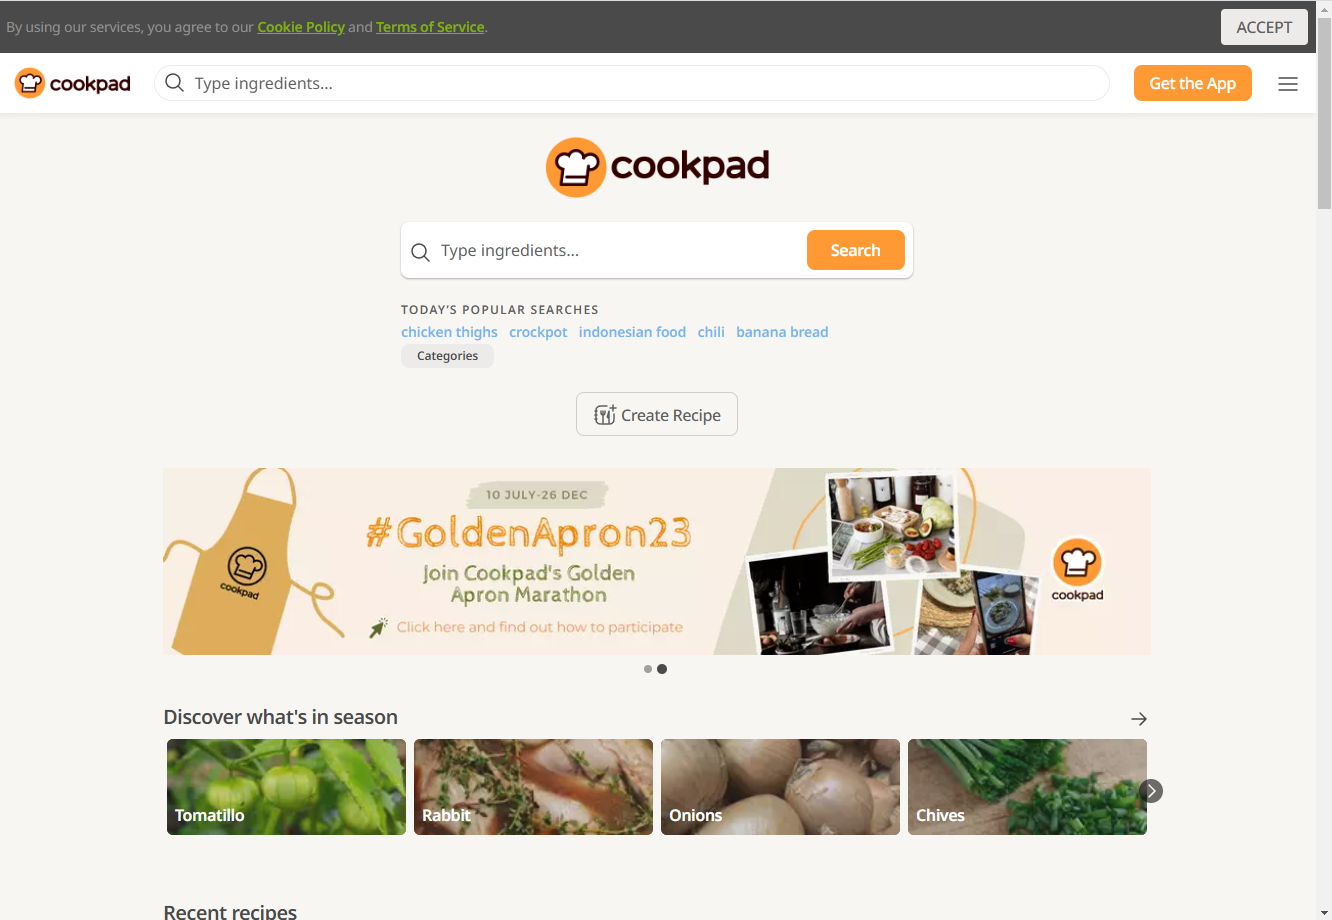 By using our services, you agree to our Cookie Policy and Terms of Service.
ACCEPT
cookpad
Type ingredients...
Get the App
cookpad
Type ingredients...
Search
TODAY'S POPULAR SEARCHES
chicken thighs crockpot indonesian food chili banana bread
Categories
Create Recipe
10 JULY-26 DEC
#GoldenApron23
Join Cookpad's Golden
Apron Marathon
Click here and find out how to participate
cookpad
cookpad
Discover what's in season
Tomatillo
Rabbit
Onions
Chives
Recent recipes